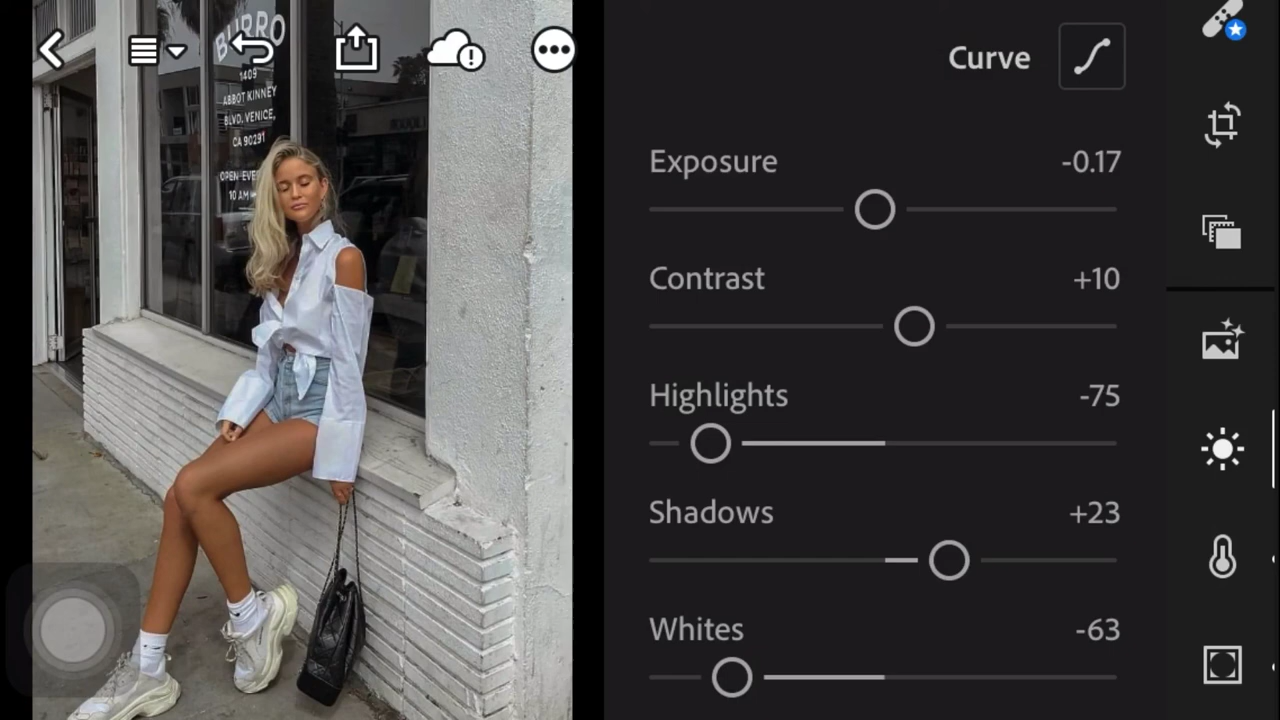 BURRO
1409
ABBOT KINNEY
BLVD. VENICE,
CA 90291
10 AM
Curve
Exposure -0.17
Contrast +10
Highlights -75
Shadows +23
Whites -63